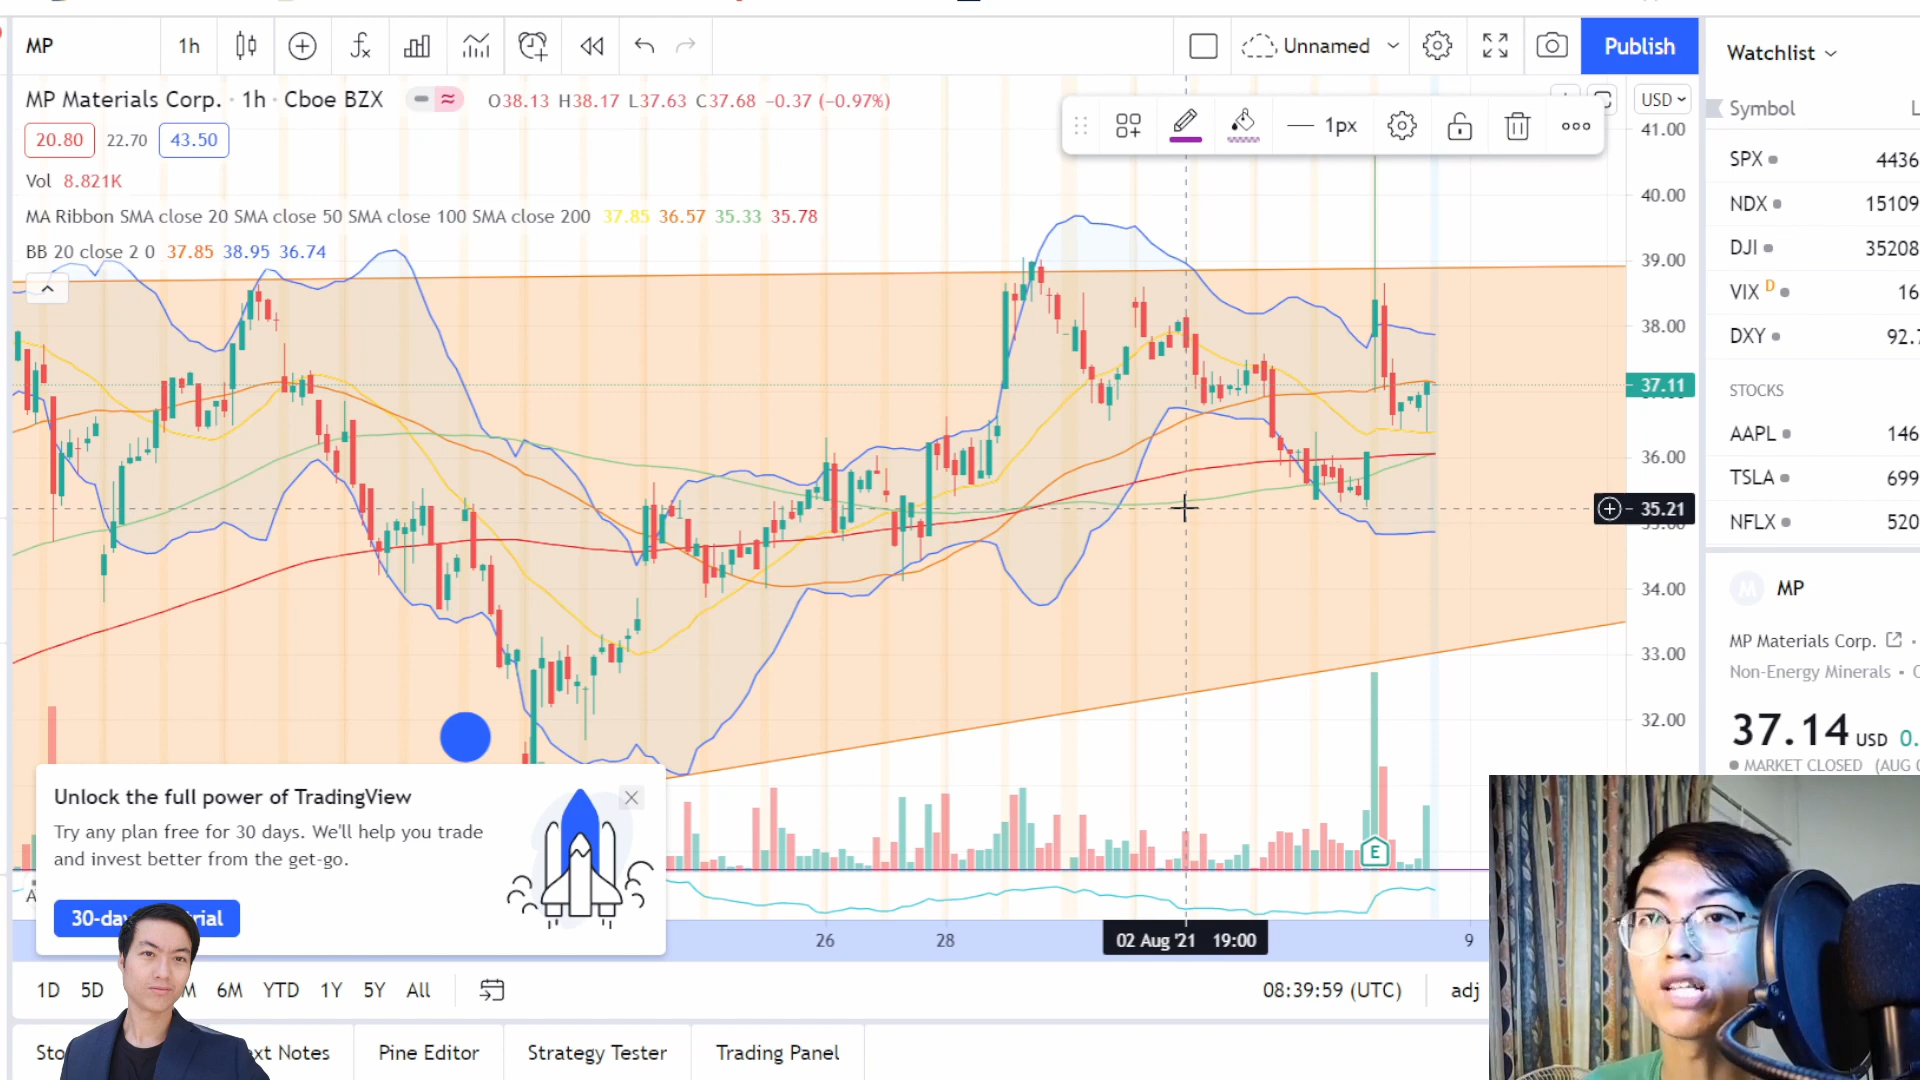 MP 1h Unnamed Publish
Watchlist
MP Materials Corp. · 1h · Cboe BZX O38.13 H38.17 L37.63 C37.68 −0.37 (−0.97%)
USD
Symbol
20.80 22.70 43.50
1px
41.00
Vol 8.821K
SPX 4436
40.00
NDX 15109
MA Ribbon SMA close 20 SMA close 50 SMA close 100 SMA close 200 37.85 36.57 35.33 35.78
BB 20 close 2 0 37.85 38.95 36.74
DJI 35208
39.00
VIX D 16
38.00
DXY 92.7
37.11
STOCKS
AAPL 146
36.00
TSLA 699
35.21
NFLX 520
34.00
MP
33.00
MP Materials Corp.
Non-Energy Minerals •
32.00
37.14 USD 0.
MARKET CLOSED (AUG
Unlock the full power of TradingView
Try any plan free for 30 days. We'll help you trade
and invest better from the get-go.
E
26 28 02 Aug '21 19:00 9
1D 5D 6M YTD 1Y 5Y All
08:39:59 (UTC) adj
Notes Pine Editor Strategy Tester Trading Panel